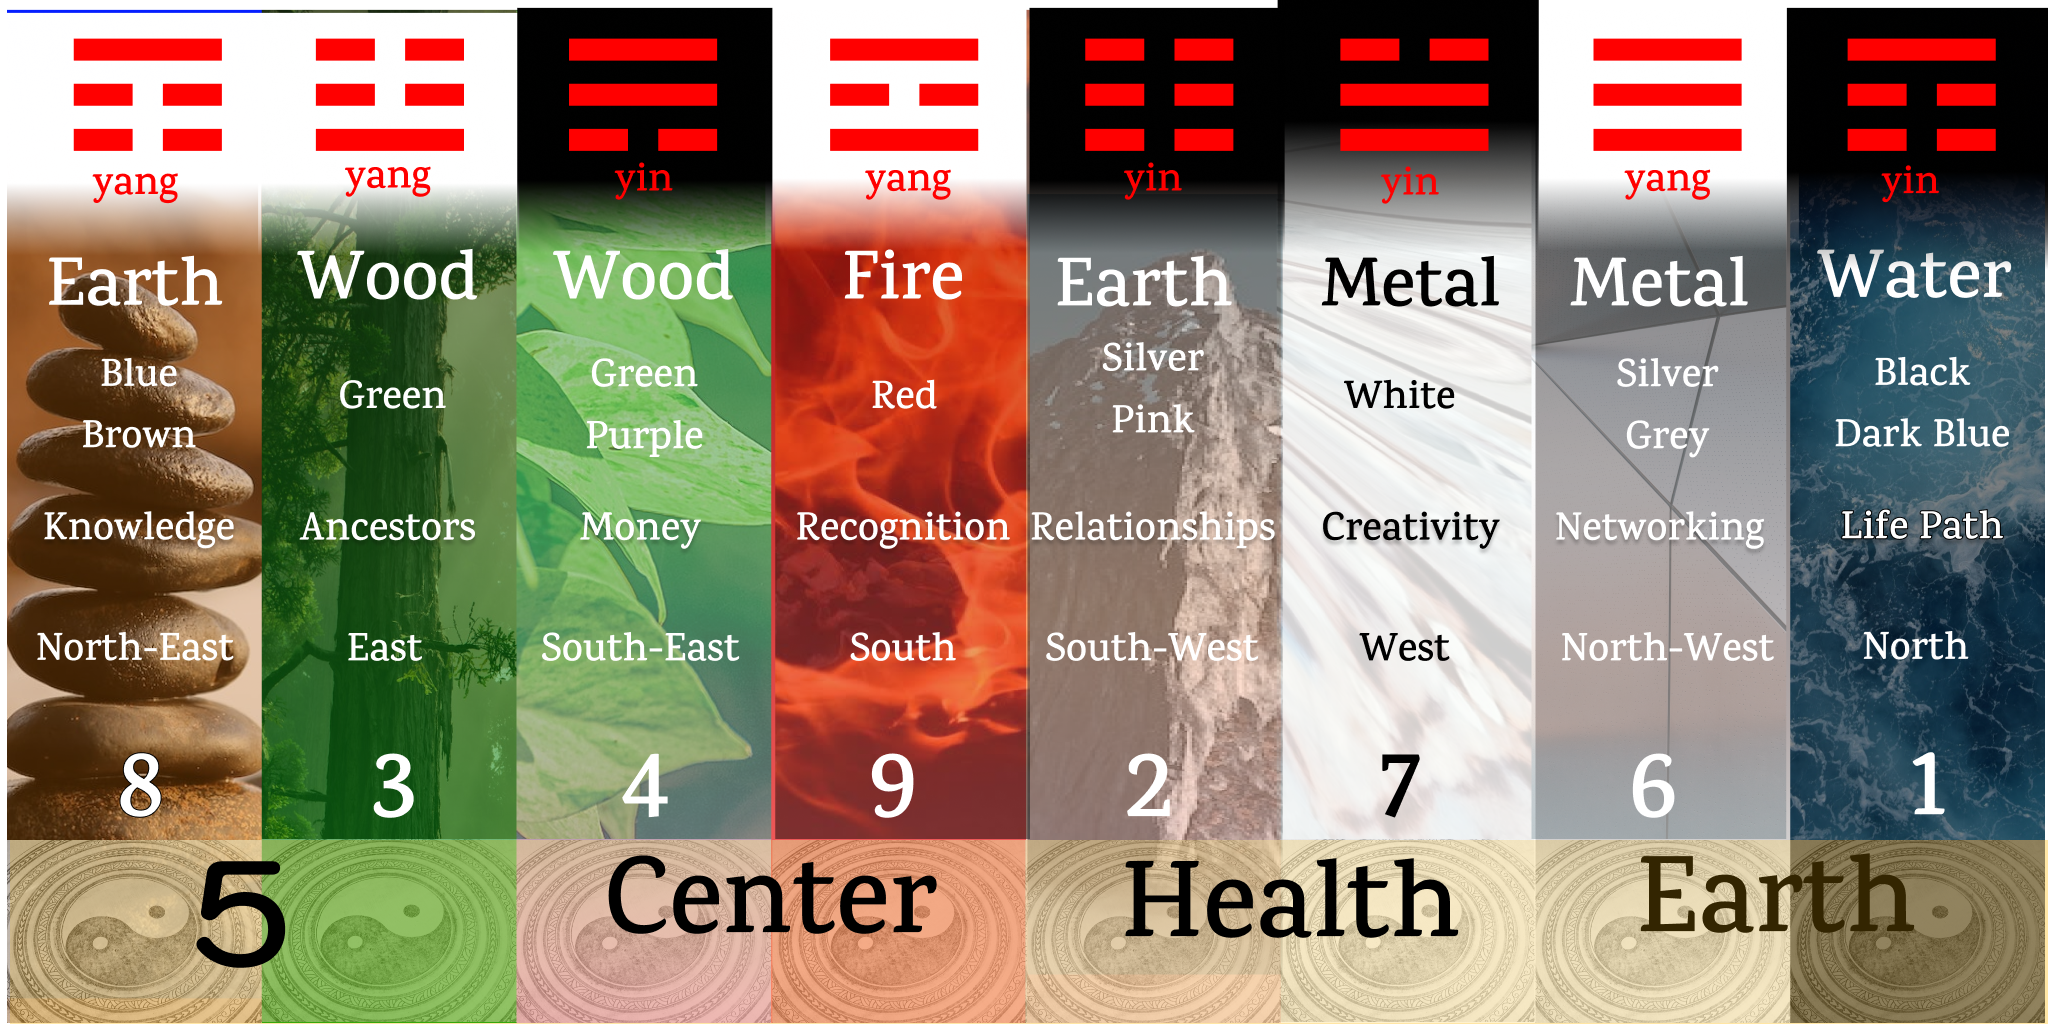 yang
Earth
Blue
Brown
Knowledge
North-East
8
yang
Wood
Green
Ancestors
East
3
yin
Wood
Green
Purple
Money
South-East
4
yang
Fire
Red
Recognition
South
9
yin
Earth
Silver
Pink
Relationships
South-West
2
yin
Metal
White
Creativity
West
7
yang
Metal
Silver
Grey
Networking
North-West
6
yin
Water
Black
Dark Blue
Life Path
North
1
5 Center Health Earth